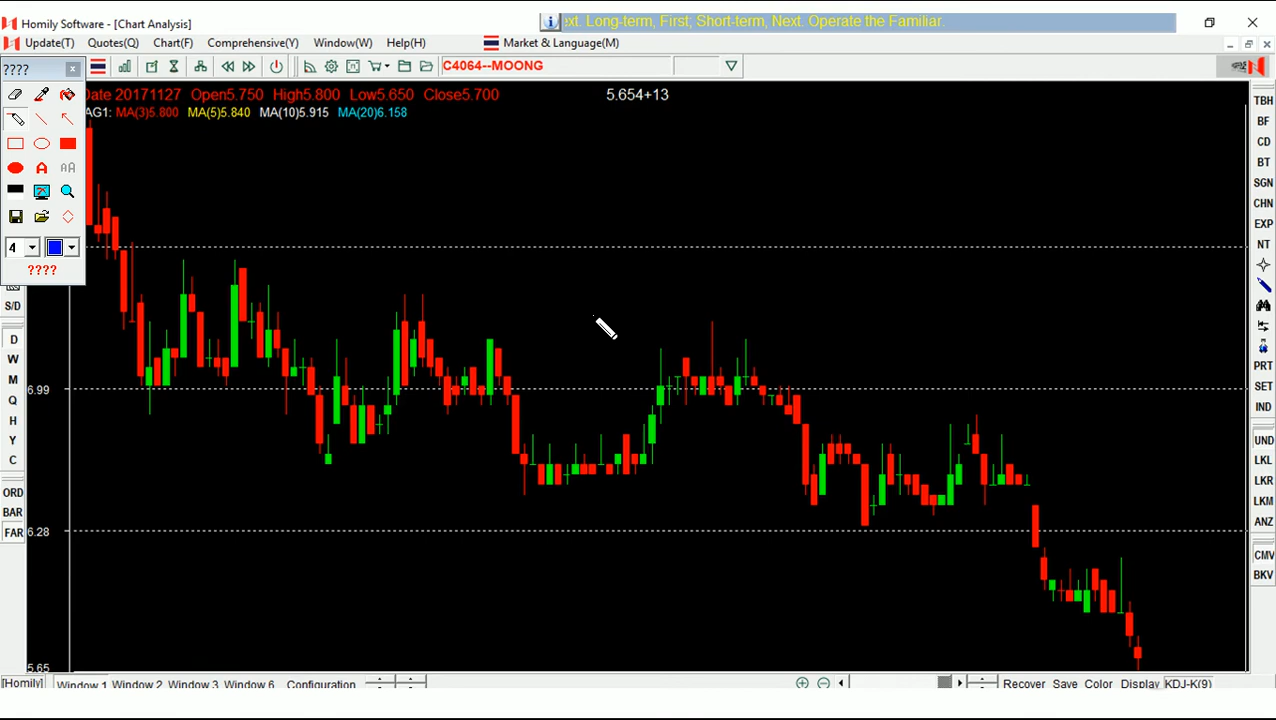 Homily Software - [Chart Analysis]
ext. Long-term, First; Short-term, Next. Operate the Familiar.
Update(T) Quotes(Q) Chart(F) Comprehensive(Y) Window(W) Help(H) Market & Language(M)
????
C4064--MOONG
Date 20171127 Open5.750 High5.800 Low5.650 Close5.700 5.654+13
AG1: MA(3)5.800 MA(5)5.840 MA(10)5.915 MA(20)6.158
A AA
4
????
S/D
D
W
M
Q
H
Y
C
ORD
BAR
FAR
6.99
6.28
5.65
TBH
BF
CD
BT
SGN
CHN
EXP
NT
PRT
SET
IND
UND
LKL
LKR
LKM
ANZ
CMV
BKV
[Homily] Window 1 Window 2 Window 3 Window 6 Configuration Recover Save Color Display KDJ-K(9)